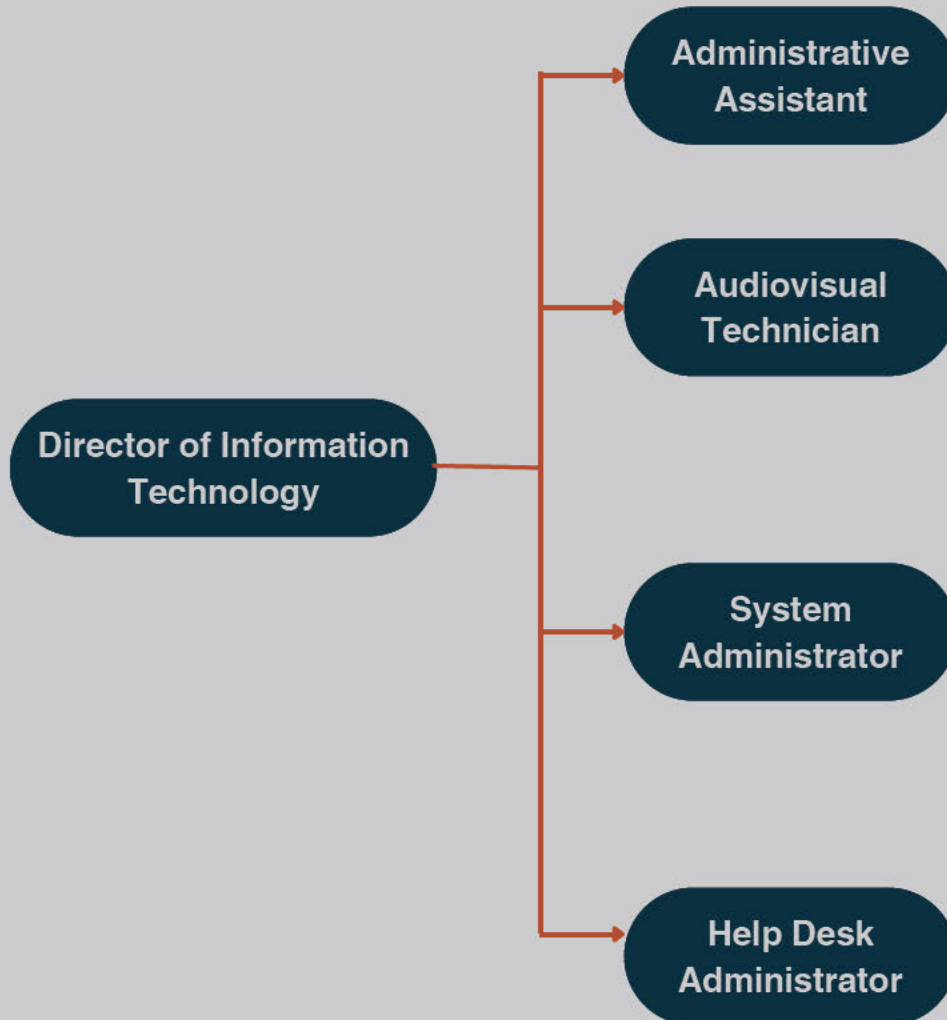 Administrative
Assistant
Audiovisual
Technician
Director of Information
Technology
System
Administrator
Help Desk
Administrator